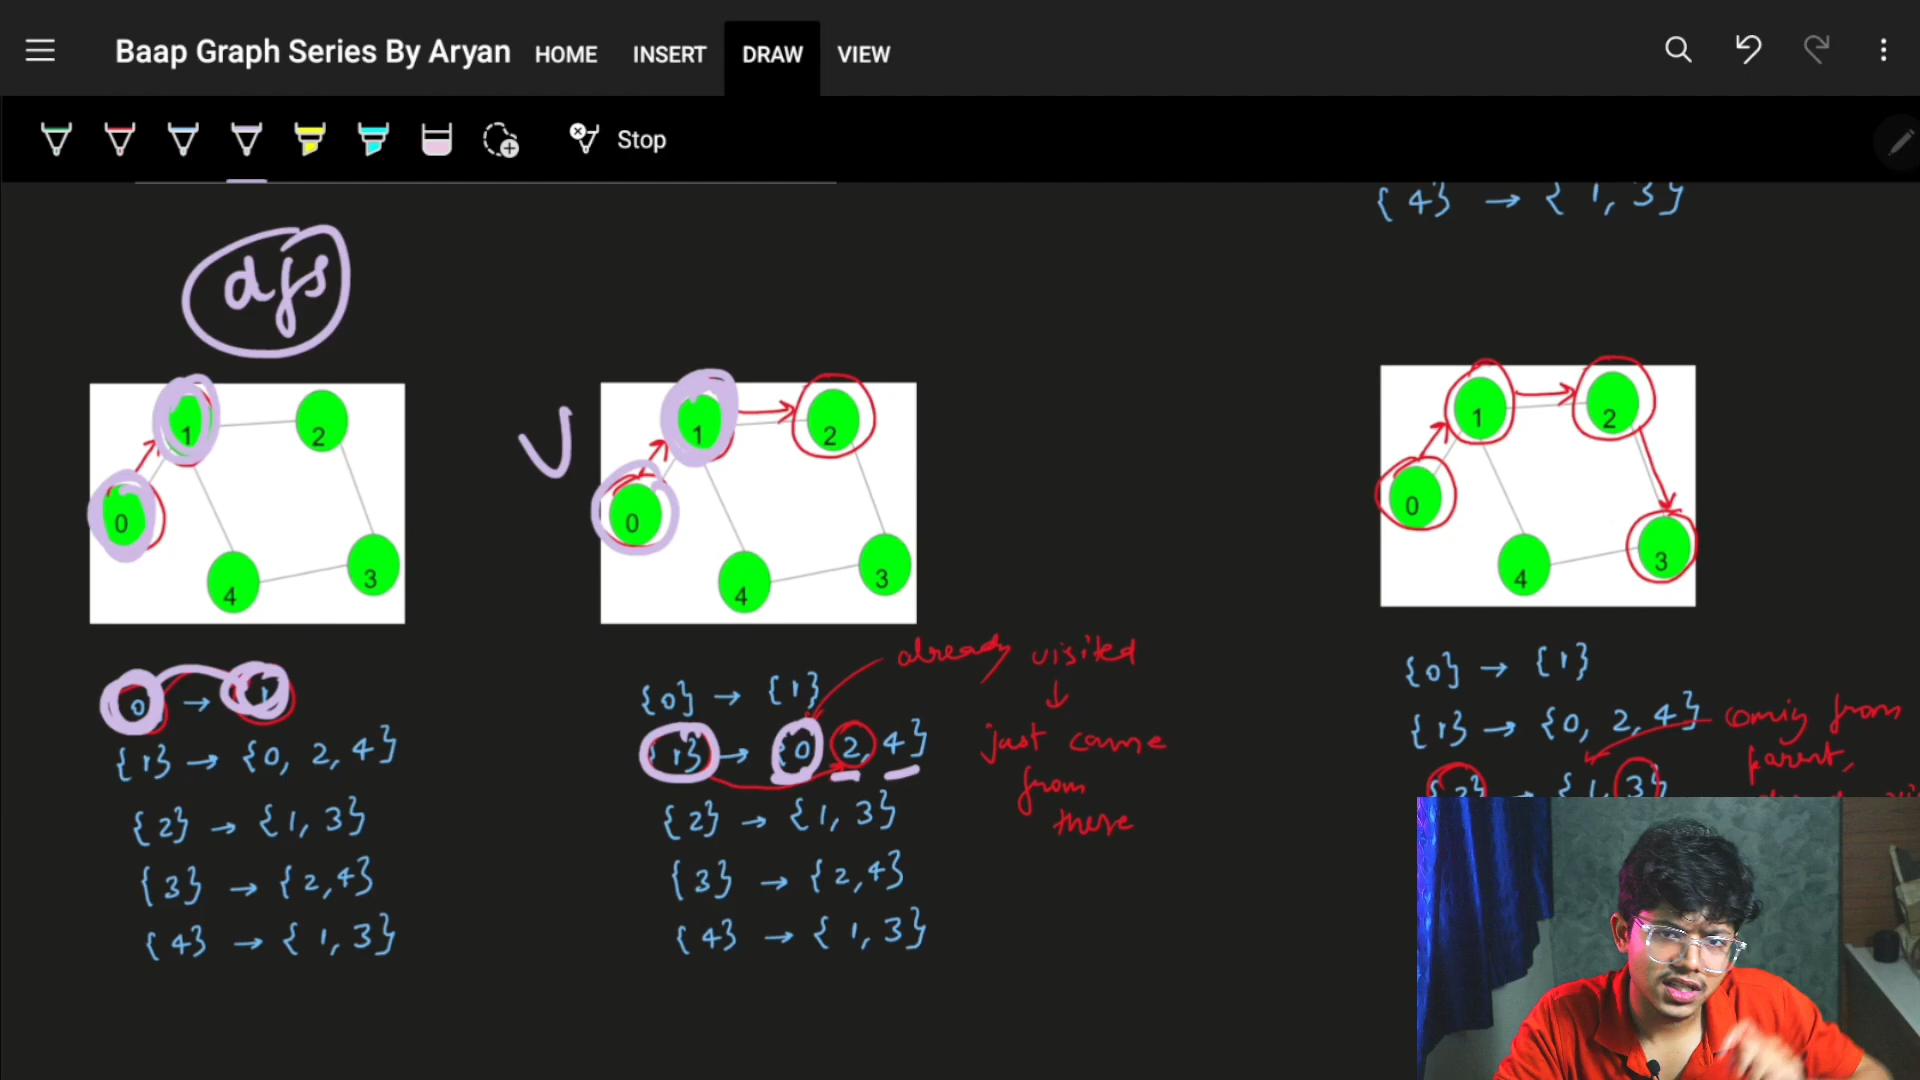 Baap Graph Series By Aryan HOME INSERT DRAW VIEW
Stop
{4} → { 1, 3}
dfs
1 2
0
4 3
1 2
0
4 3
1 2
0
4 3
0 → 1
{1} → {0, 2, 4}
{2} → {1, 3}
{3} → {2,4}
{4} → { 1, 3}
already visited
↓
just came
from
there
{0} → {1}
{1} → {0 2, 4}
{2} → {1, 3}
{3} → {2,4}
{4} → { 1, 3}
{0} → {1}
{1} → {0, 2, 4}
coming from
parent,
{2} → {1, 3}